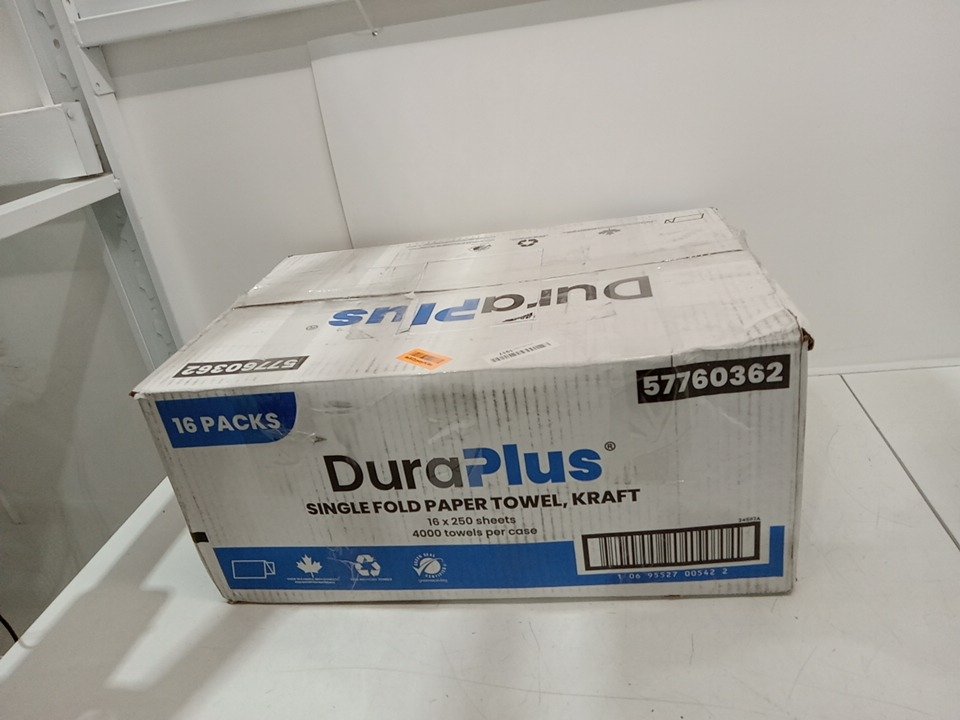 DuraPlus®
57760362
57760362
16 PACKS
DuraPlus®
SINGLE FOLD PAPER TOWEL, KRAFT
16 x 250 sheets
4000 towels per case
1 06 95527 00542 2